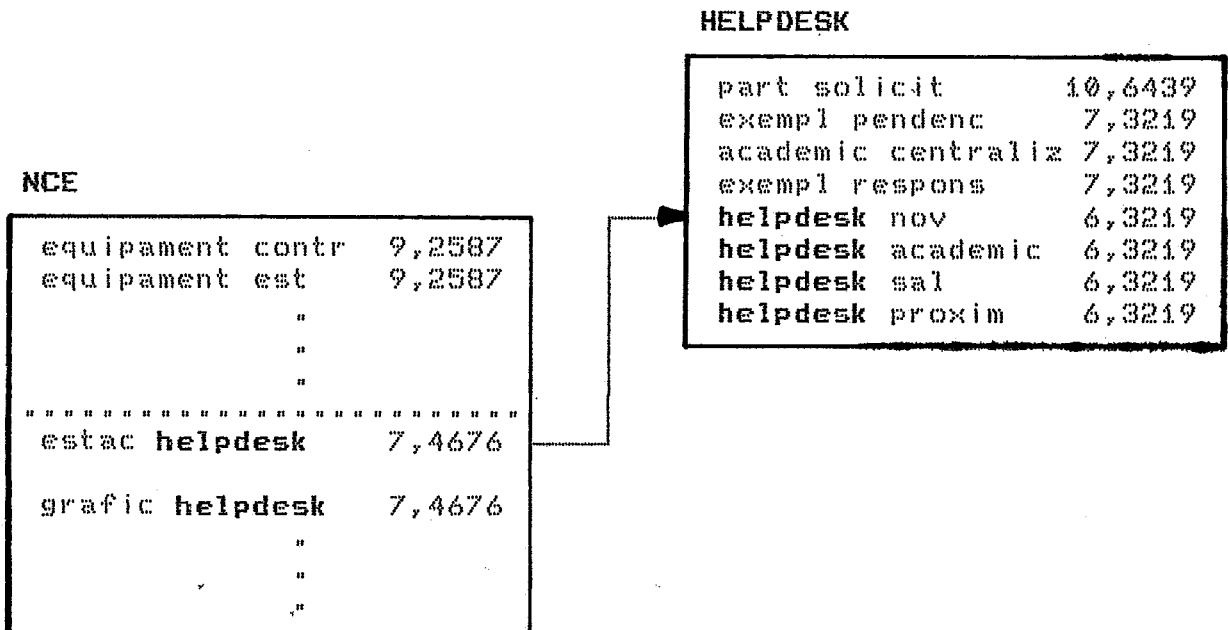 HELPDESK
part solicit 10,6439
exempl pendenc 7,3219
academic centraliz 7,3219
exempl respons 7,3219
helpdesk nov 6,3219
helpdesk academic 6,3219
helpdesk sal 6,3219
helpdesk proxim 6,3219
NCE
equipament contr 9,2587
equipament est 9,2587
"
"
"
" " " " " " " " " " " " " " " " " " " " " " " " " "
estac helpdesk 7,4676
grafic helpdesk 7,4676
"
"
"